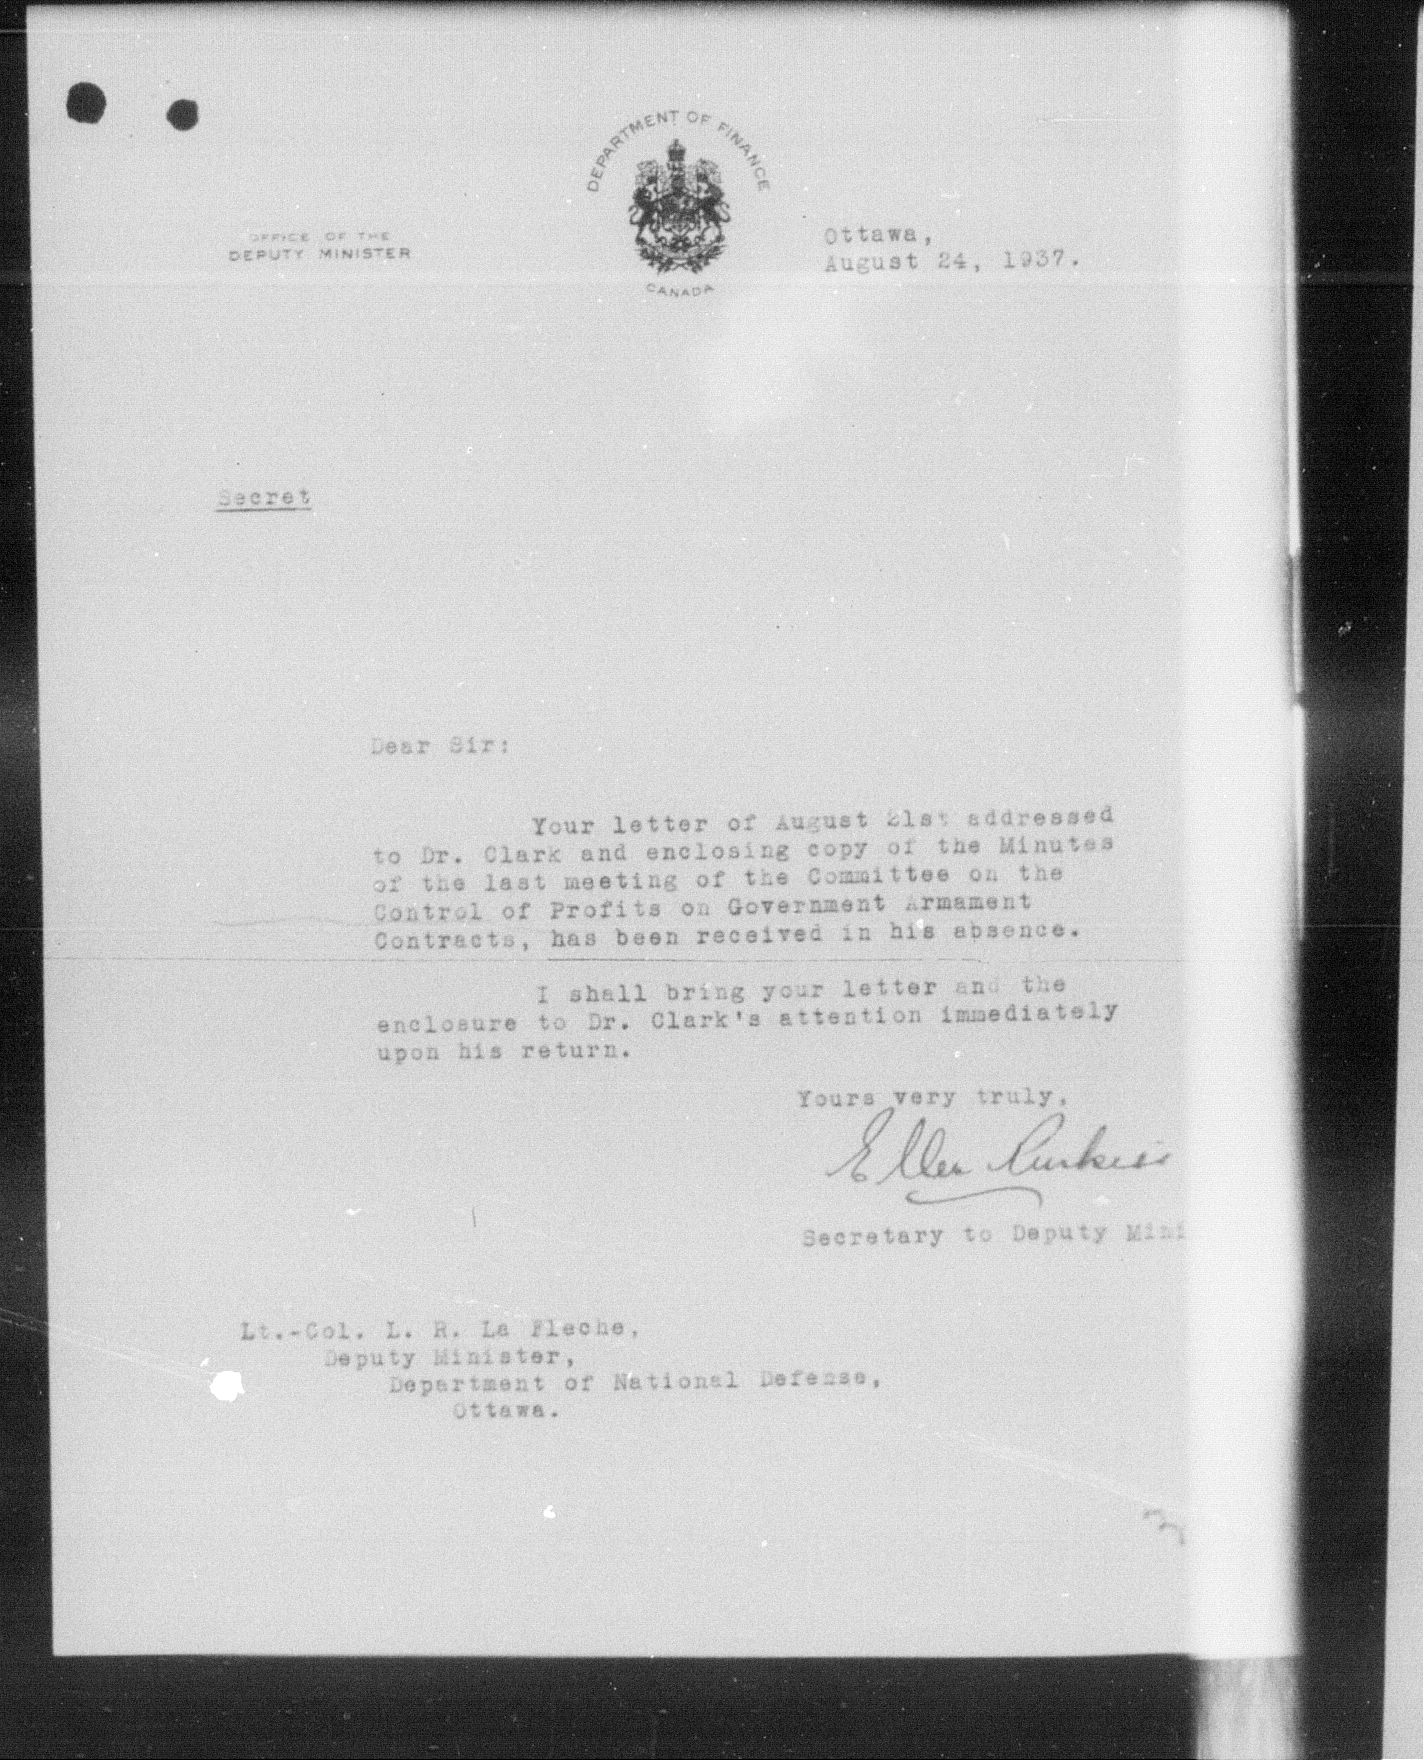 DEPARTMENT OF FINANCE
CANADA
OFFICE OF THE
DEPUTY MINISTER
Ottawa,
August 24, 1937.
Secret
Dear Sir:
Your letter of August 21st addressed
to Dr. Clark and enclosing copy of the Minutes
of the last meeting of the Committee on the
Control of Profits on Government Armament
Contracts, has been received in his absence.
I shall bring your letter and the
enclosure to Dr. Clark's attention immediately
upon his return.
Yours very truly,
Ellen
Secretary to Deputy Mini
Lt.-Col. L. R. La Fleche,
Deputy Minister,
Department of National Defense,
Ottawa.